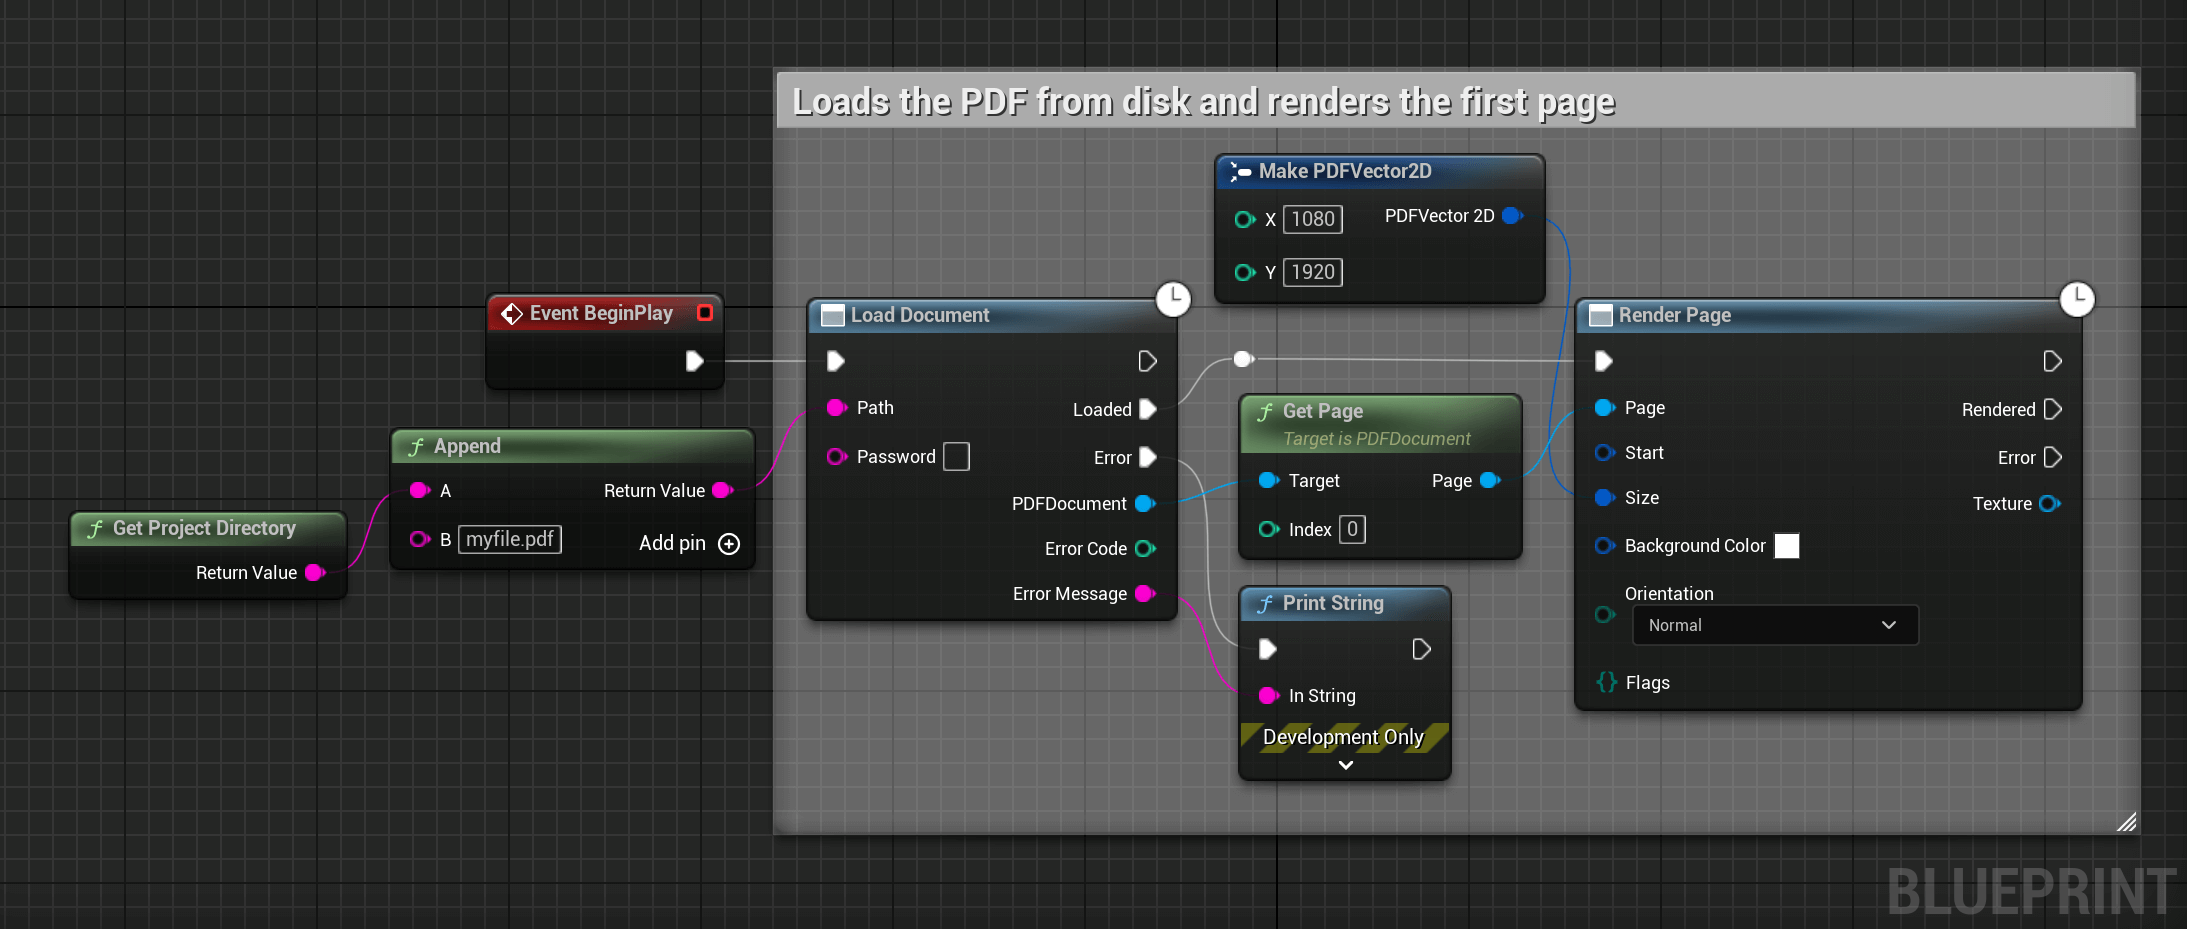 Loads the PDF from disk and renders the first page
Make PDFVector2D
X 1080 PDFVector 2D
Y 1920
Event BeginPlay
Load Document
Path Loaded
Password Error
PDFDocument
Error Code
Error Message
Append
A Return Value
B myfile.pdf Add pin
Get Project Directory
Return Value
Get Page
Target is PDFDocument
Target Page
Index 0
Print String
In String
Development Only
Render Page
Page Rendered
Start Error
Size Texture
Background Color
Orientation
Normal
Flags
BLUEPRINT